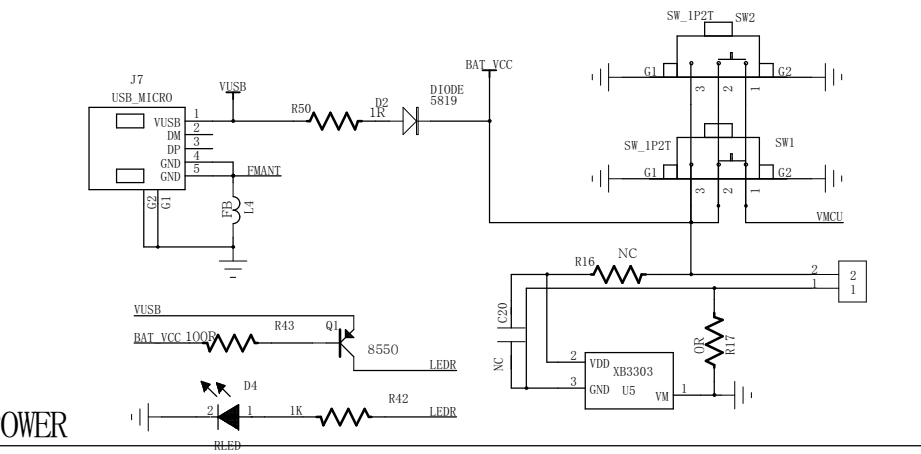 SW_1P2T SW2
BAT_VCC
G1 G2
3 2 1
J7
USB_MICRO
VUSB
DIODE
5819
D2
R50 1R
1 VUSB
2 DM
3 DP
4 GND
5 GND
FMANT
G2 G1
FB L4
SW_1P2T SW1
G1 G2
3 2 1
VMCU
R16 NC
2 2
1 1
C20
NC
0R R17
VUSB
BAT_VCC 100R R43 Q1
8550
LEDR
2 VDD XB3303
3 GND U5 VM 1
D4
2 1 1K R42 LEDR
RLED
OWER